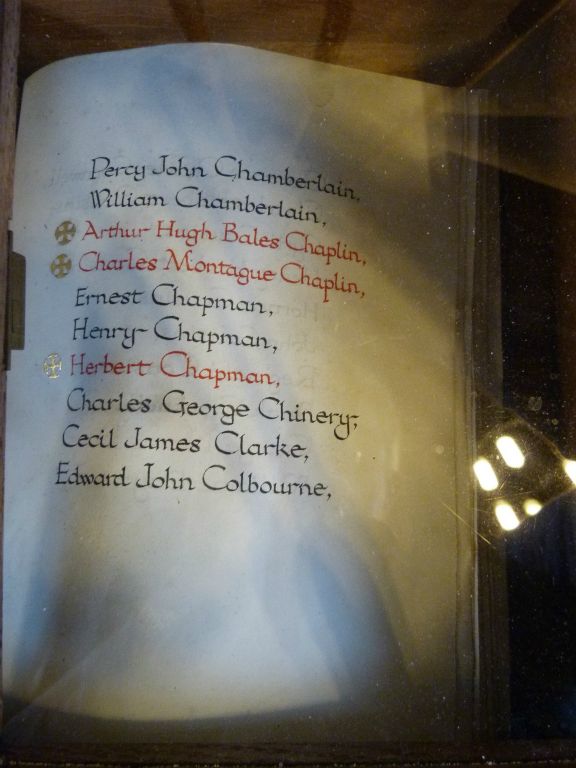 Percy John Chamberlain,
William Chamberlain,
Arthur Hugh Bales Chaplin,
Charles Montague Chaplin,
Ernest Chapman,
Henry Chapman,
Herbert Chapman,
Charles George Chinery,
Cecil James Clarke,
Edward John Colbourne,